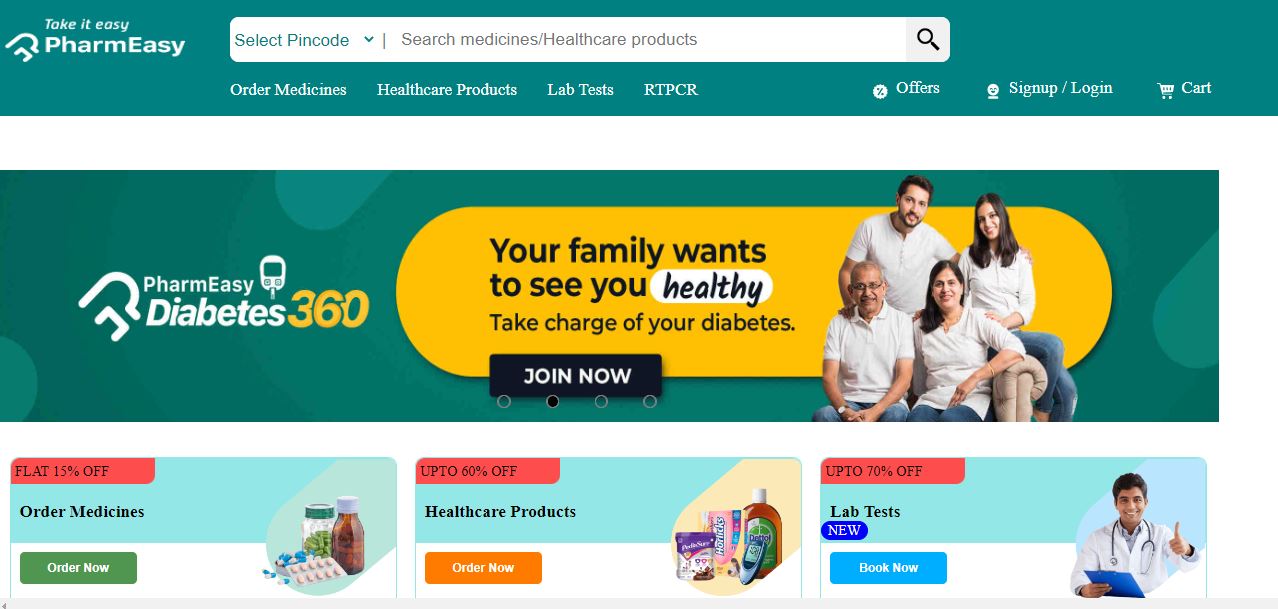 Take it easy
PharmEasy
Select Pincode | Search medicines/Healthcare products
Order Medicines Healthcare Products Lab Tests RTPCR Offers Signup / Login Cart
PharmEasy
Diabetes360
Your family wants
to see you healthy
Take charge of your diabetes.
JOIN NOW
FLAT 15% OFF
Order Medicines
Order Now
UPTO 60% OFF
Healthcare Products
PediaSure
Horlicks
Dettol
Order Now
UPTO 70% OFF
Lab Tests
NEW
Book Now